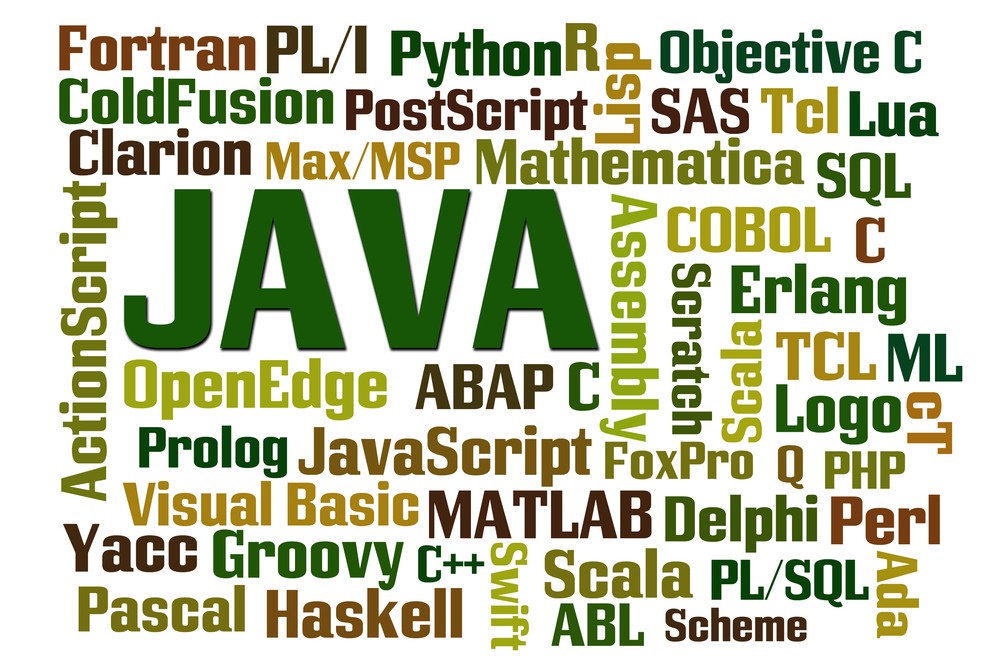 Fortran PL/I Python R Lisp Objective C
ColdFusion PostScript SAS Tcl Lua
Clarion Max/MSP Mathematica SQL
ActionScript JAVA Assembly COBOL C
Scratch Erlang
Scala TCL ML
OpenEdge ABAP C Logo cT
Prolog JavaScript FoxPro Q PHP
Visual Basic MATLAB Delphi Perl
Yacc Groovy C++ Swift Scala PL/SQL Ada
Pascal Haskell ABL Scheme